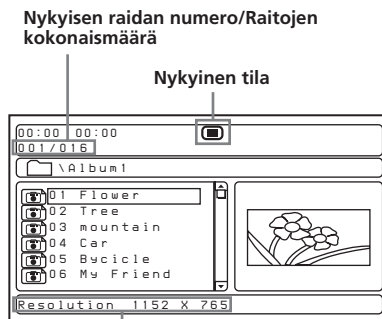 Nykyisen raidan numero/Raitojen
kokonaismäärä
Nykyinen tila
00:00 00:00
001/016
\Album1
01 Flower
02 Tree
03 mountain
04 Car
05 Bycicle
06 My Friend
Resolution 1152 X 765